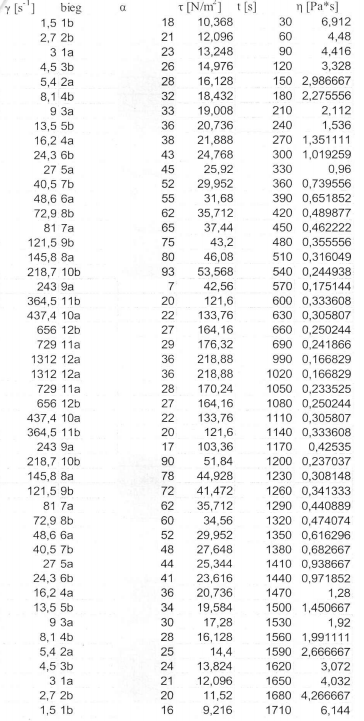 γ [s⁻¹] bieg α τ [N/m²] t [s] η [Pa*s]
1,5 1b 18 10,368 30 6,912
2,7 2b 21 12,096 60 4,48
3 1a 23 13,248 90 4,416
4,5 3b 26 14,976 120 3,328
5,4 2a 28 16,128 150 2,986667
8,1 4b 32 18,432 180 2,275556
9 3a 33 19,008 210 2,112
13,5 5b 36 20,736 240 1,536
16,2 4a 38 21,888 270 1,351111
24,3 6b 43 24,768 300 1,019259
27 5a 45 25,92 330 0,96
40,5 7b 52 29,952 360 0,739556
48,6 6a 55 31,68 390 0,651852
72,9 8b 62 35,712 420 0,489877
81 7a 65 37,44 450 0,462222
121,5 9b 75 43,2 480 0,355556
145,8 8a 80 46,08 510 0,316049
218,7 10b 93 53,568 540 0,244938
243 9a 7 42,56 570 0,175144
364,5 11b 20 121,6 600 0,333608
437,4 10a 22 133,76 630 0,305807
656 12b 27 164,16 660 0,250244
729 11a 29 176,32 690 0,241866
1312 12a 36 218,88 990 0,166829
1312 12a 36 218,88 1020 0,166829
729 11a 28 170,24 1050 0,233525
656 12b 27 164,16 1080 0,250244
437,4 10a 22 133,76 1110 0,305807
364,5 11b 20 121,6 1140 0,333608
243 9a 17 103,36 1170 0,42535
218,7 10b 90 51,84 1200 0,237037
145,8 8a 78 44,928 1230 0,308148
121,5 9b 72 41,472 1260 0,341333
81 7a 62 35,712 1290 0,440889
72,9 8b 60 34,56 1320 0,474074
48,6 6a 52 29,952 1350 0,616296
40,5 7b 48 27,648 1380 0,682667
27 5a 44 25,344 1410 0,938667
24,3 6b 41 23,616 1440 0,971852
16,2 4a 36 20,736 1470 1,28
13,5 5b 34 19,584 1500 1,450667
9 3a 30 17,28 1530 1,92
8,1 4b 28 16,128 1560 1,991111
5,4 2a 25 14,4 1590 2,666667
4,5 3b 24 13,824 1620 3,072
3 1a 21 12,096 1650 4,032
2,7 2b 20 11,52 1680 4,266667
1,5 1b 16 9,216 1710 6,144